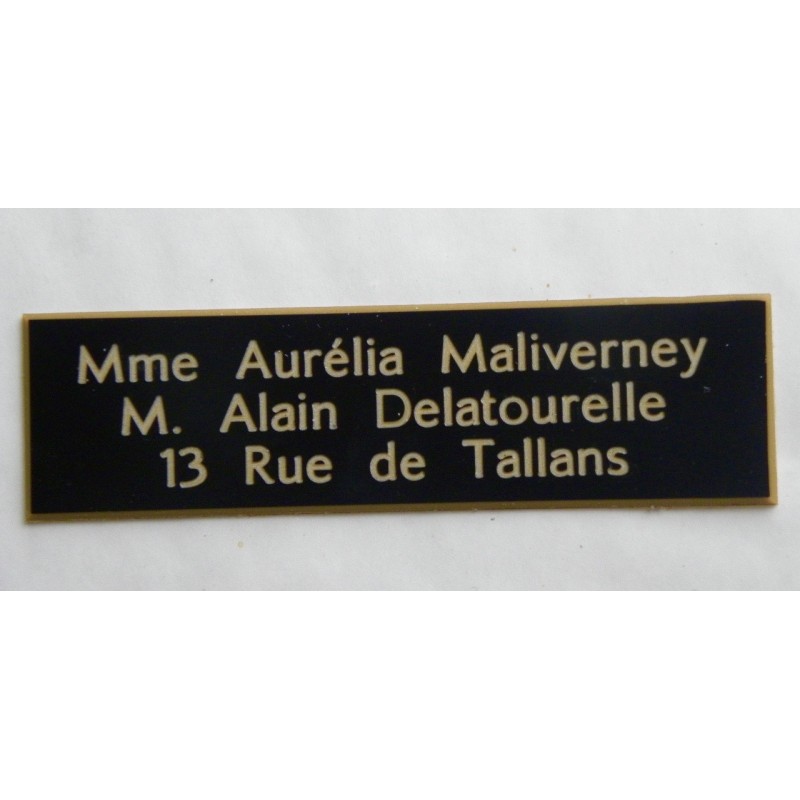 Mme Aurélia Maliverney
M. Alain Delatourelle
13 Rue de Tallans